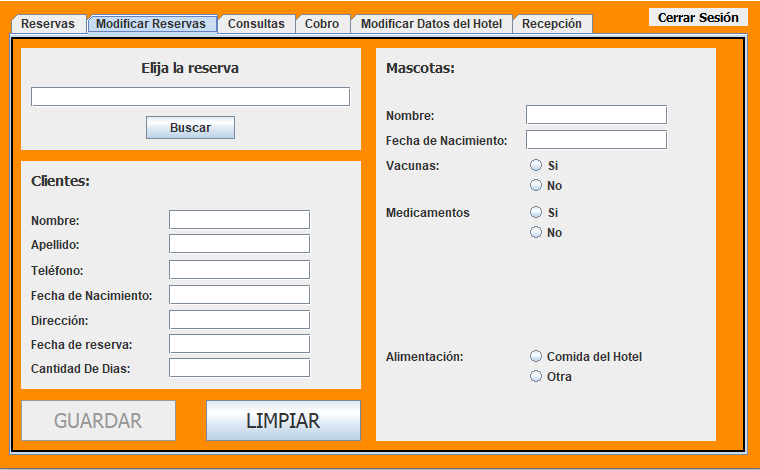 Reservas
Modificar Reservas
Consultas
Cobro
Modificar Datos del Hotel
Recepción
Cerrar Sesión
Elija la reserva
Buscar
Clientes:
Nombre:
Apellido:
Teléfono:
Fecha de Nacimiento:
Dirección:
Fecha de reserva:
Cantidad De Dias:
GUARDAR
LIMPIAR
Mascotas:
Nombre:
Fecha de Nacimiento:
Vacunas:
Si
No
Medicamentos
Si
No
Alimentación:
Comida del Hotel
Otra